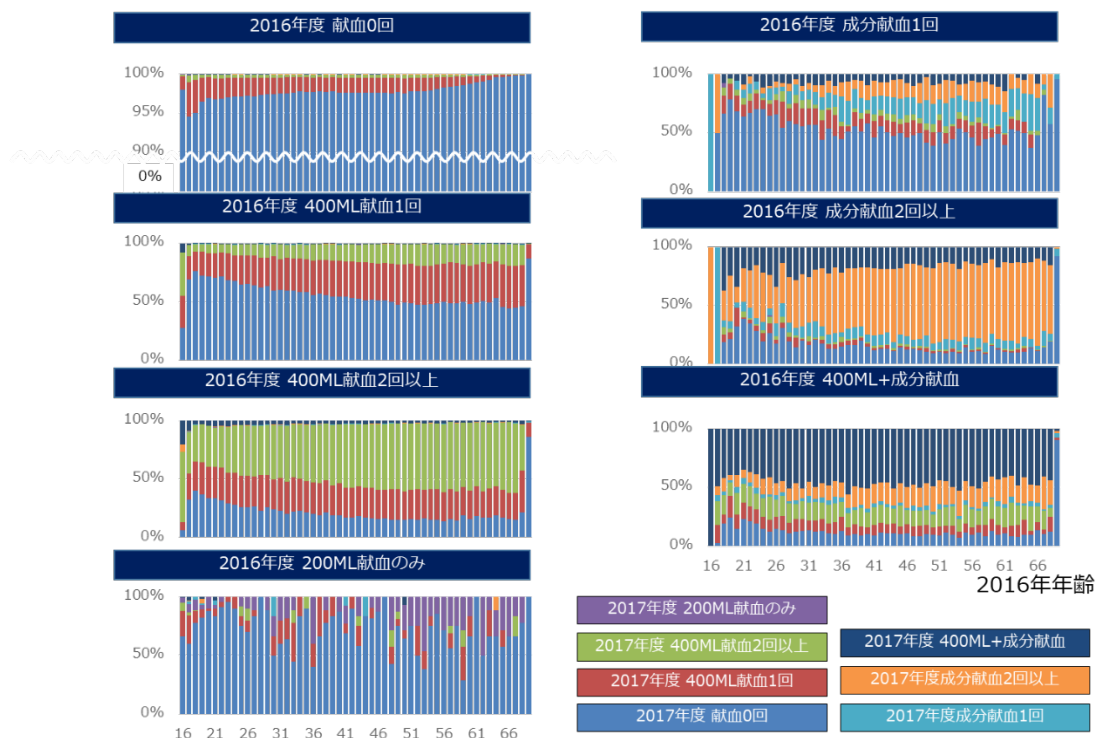 2016年度 献血0回
100%
95%
90%
0%
2016年度 400ML献血1回
100%
50%
0%
2016年度 400ML献血2回以上
100%
50%
0%
2016年度 200MLのみ献血のみ
100%
50%
0%
16 21 26 31 36 41 46 51 56 61 66
2016年度 成分献血1回
100%
50%
0%
2016年度 成分献血2回以上
100%
50%
0%
2016年度 400ML+成分献血
100%
50%
0%
16 21 26 31 36 41 46 51 56 61 66
2016年年齢
2017年度 200ML献血のみ
2017年度 400ML献血2回以上
2017年度 400ML献血1回
2017年度 献血0回
2017年度 400ML+成分献血
2017年度成分献血2回以上
2017年度成分献血1回